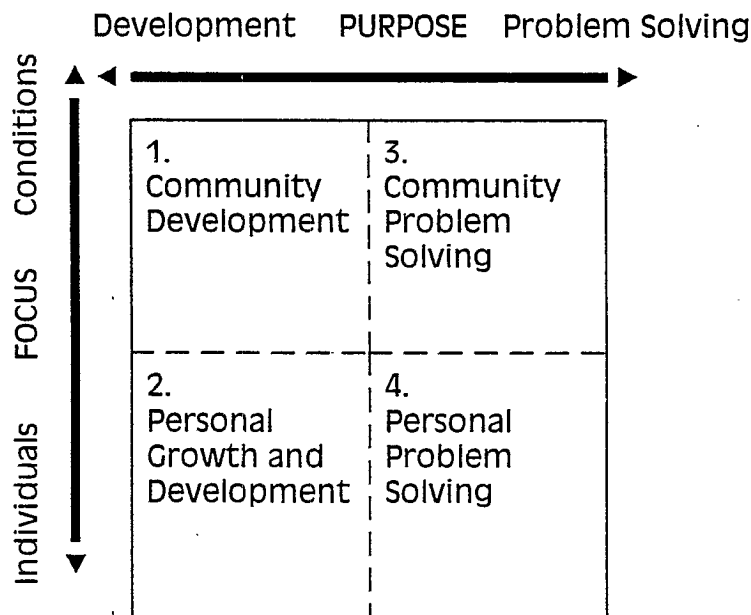 Development PURPOSE Problem Solving
Conditions
FOCUS
Individuals
1.
Community
Development
3.
Community
Problem
Solving
2.
Personal
Growth and
Development
4.
Personal
Problem
Solving